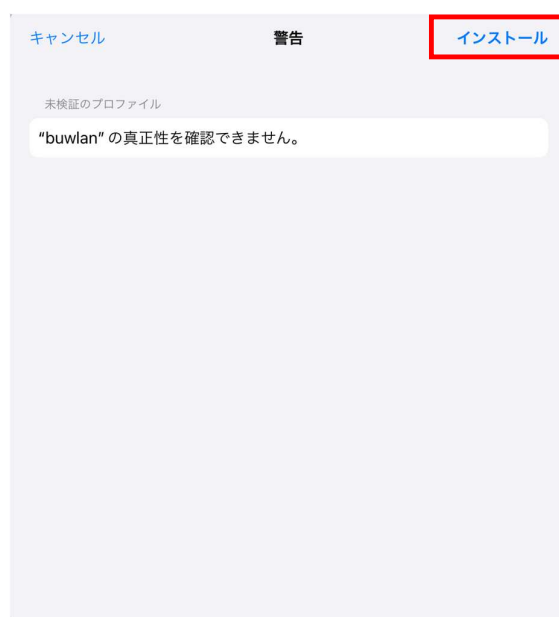 キャンセル 警告 インストール
未検証のプロファイル
“buwlan” の真正性を確認できません。